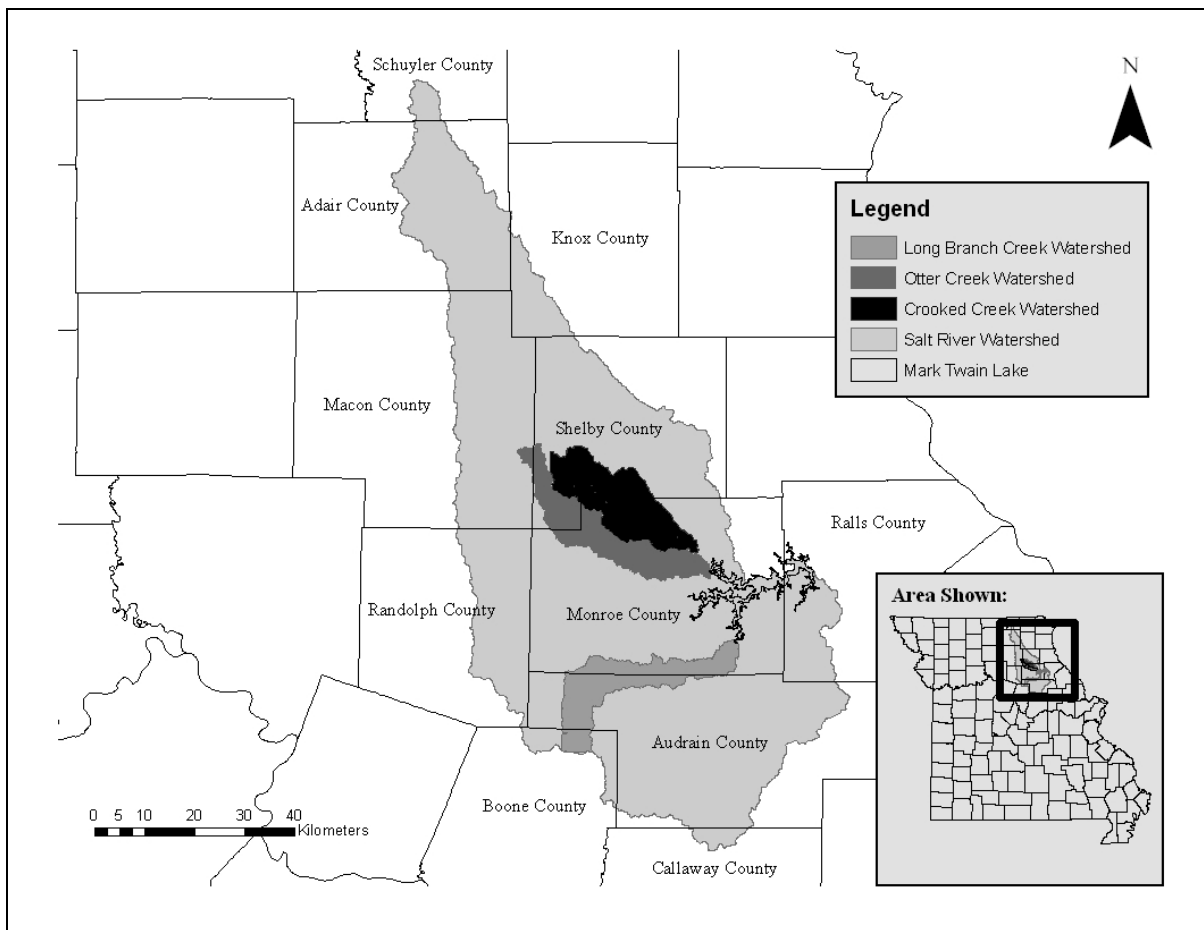 Schuyler County
N
Adair County
Knox County
Legend
Long Branch Creek Watershed
Otter Creek Watershed
Crooked Creek Watershed
Salt River Watershed
Mark Twain Lake
Macon County
Shelby County
Ralls County
Randolph County
Monroe County
Area Shown:
Audrain County
Boone County
0 5 10 20 30 40
Kilometers
Callaway County